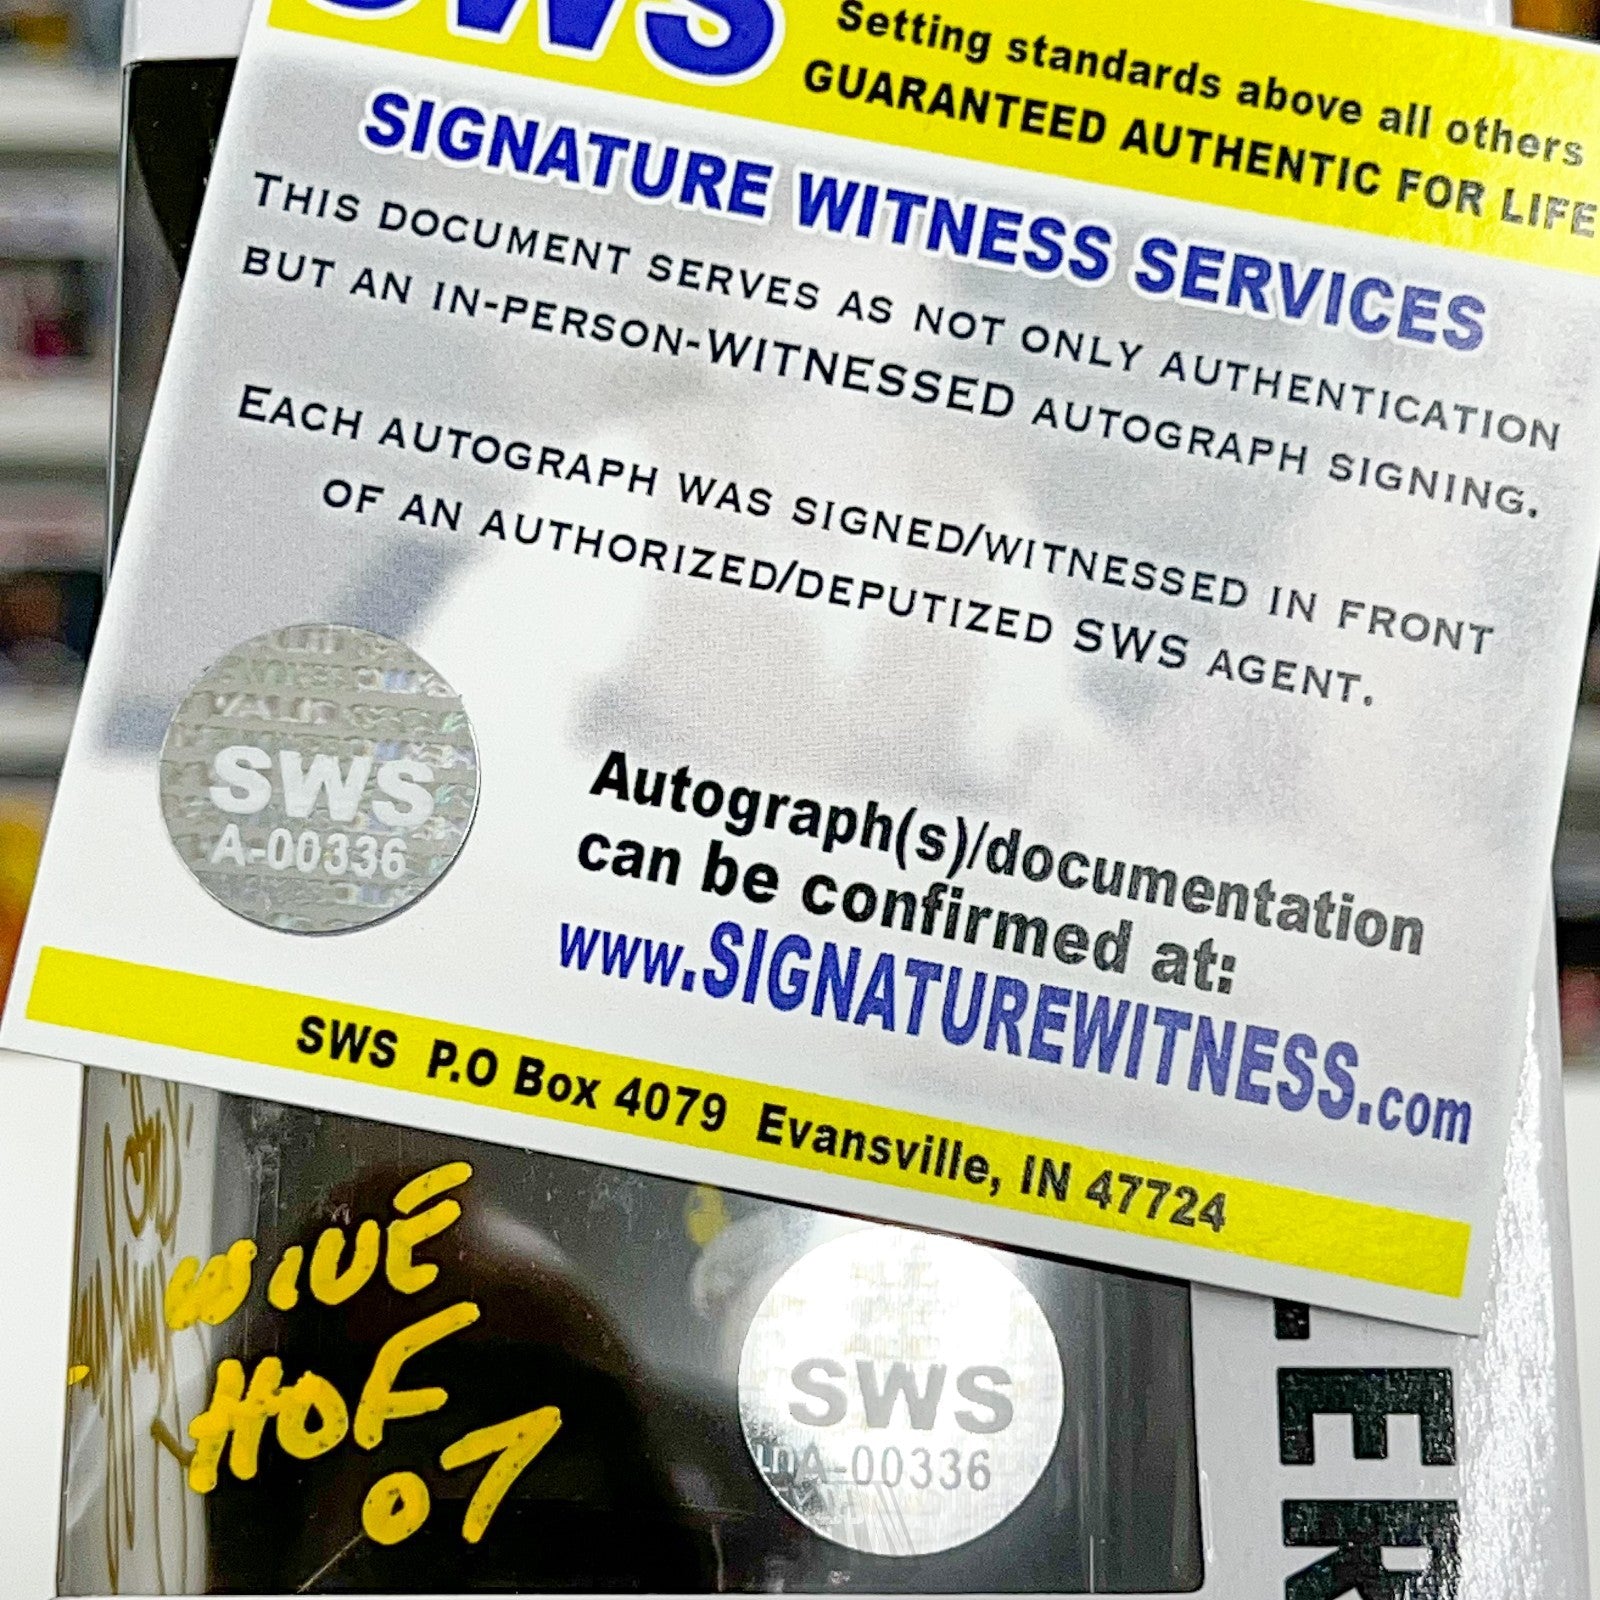 SWS
Setting standards above all others
GUARANTEED AUTHENTIC FOR LIFE
SIGNATURE WITNESS SERVICES
THIS DOCUMENT SERVES AS NOT ONLY AUTHENTICATION
BUT AN IN-PERSON-WITNESSED AUTOGRAPH SIGNING.
EACH AUTOGRAPH WAS SIGNED/WITNESSED IN FRONT
OF AN AUTHORIZED/DEPUTIZED SWS AGENT.
SWS
A-00336
Autograph(s)/documentation
can be confirmed at:
www.SIGNATUREWITNESS.com
SWS P.O Box 4079 Evansville, IN 47724
HOF
07
SWS
A-00336
LER